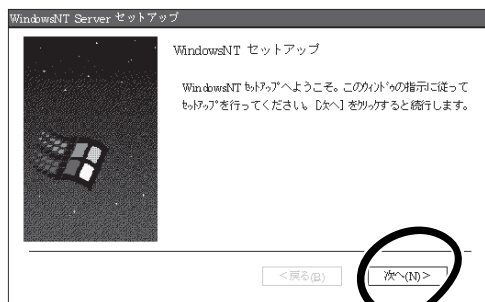 WindowsNT Server セットアップ
WindowsNT セットアップ
WindowsNT ｾｯﾄｱｯﾌﾟへようこそ。このｳｨﾝﾄﾞｳの指示に従って
ｾｯﾄｱｯﾌﾟを行ってください。[次へ] をｸﾘｯｸすると続行します。
<戻る(B)
次へ(N)>